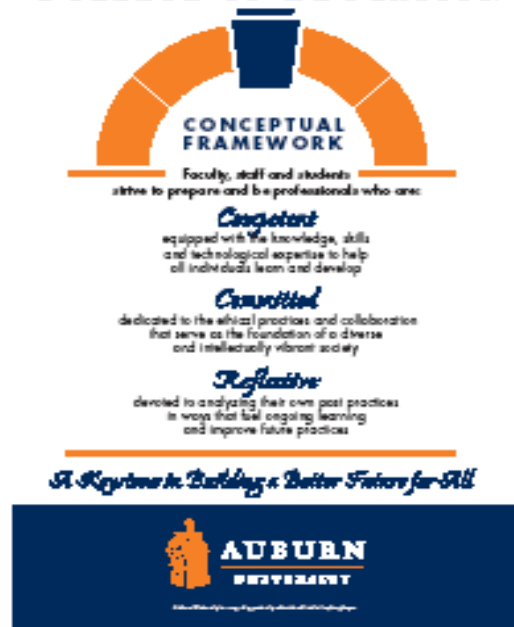 CONCEPTUAL
FRAMEWORK
Faculty, staff and students
strive to prepare and be professionals who are:
Competent
equipped with the knowledge, skills
and technological expertise to help
all individuals learn and develop
Committed
dedicated to the ethical practices and collaboration
that serve as the foundation of a diverse
and intellectually vibrant society
Reflective
devoted to analyzing their own past practices
in ways that fuel ongoing learning
and improve future practices
A Keystone in Building a Better Future for All
AUBURN
UNIVERSITY